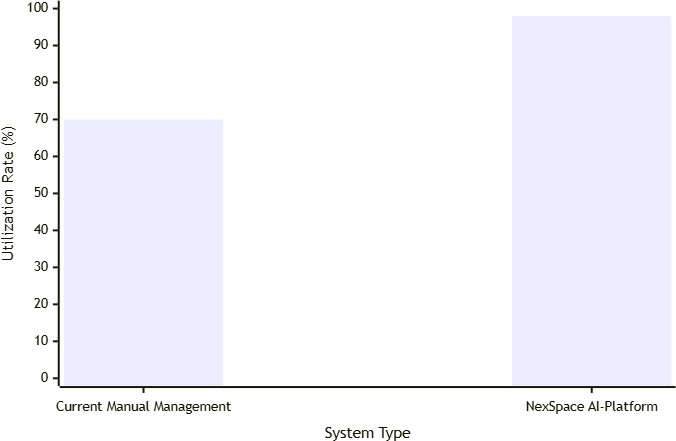 Utilization Rate (%)
100
90
80
70
60
50
40
30
20
10
0
Current Manual Management
NexSpace AI-Platform
System Type